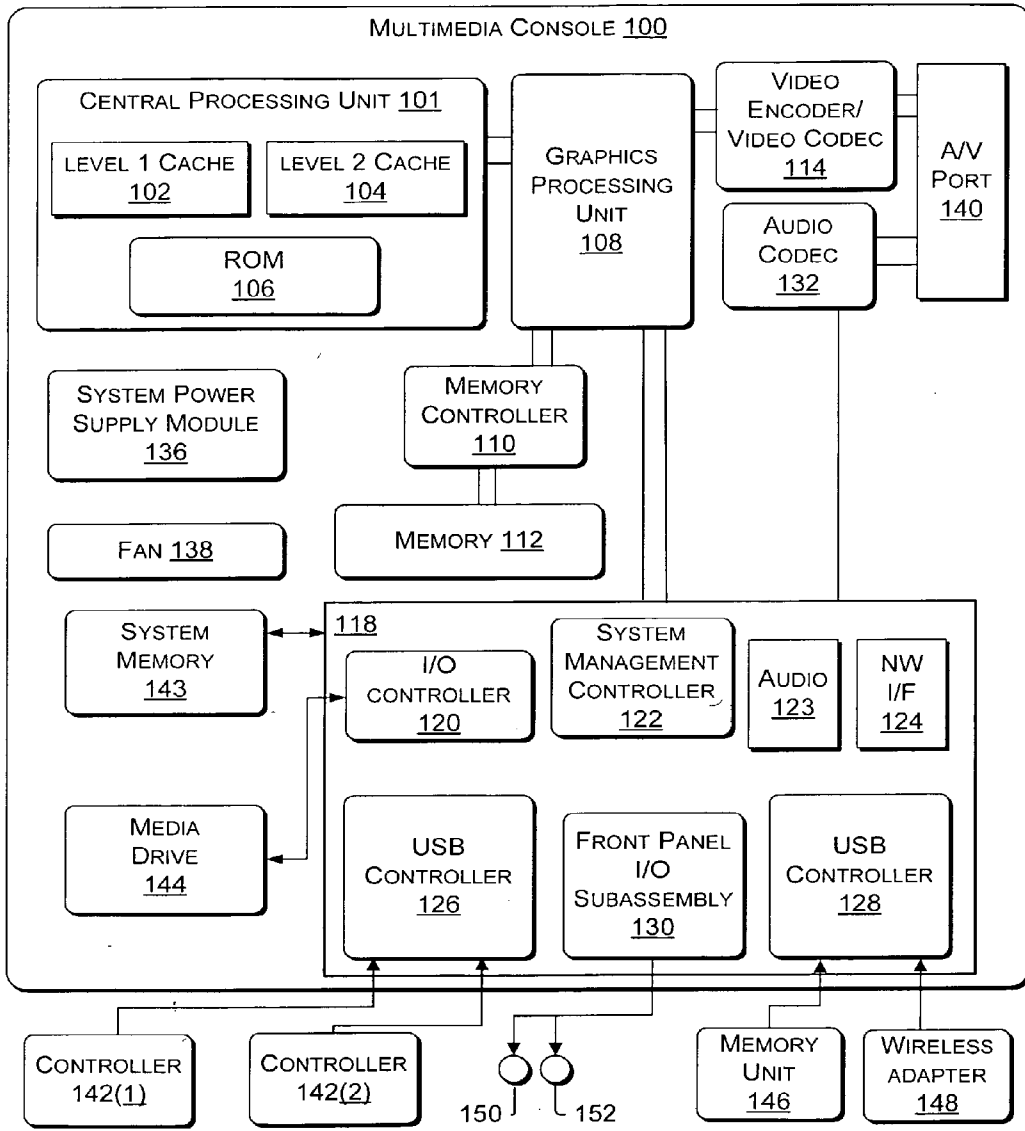 MULTIMEDIA CONSOLE 100
CENTRAL PROCESSING UNIT 101
LEVEL 1 CACHE
102
LEVEL 2 CACHE
104
ROM
106
GRAPHICS
PROCESSING
UNIT
108
VIDEO
ENCODER/
VIDEO CODEC
114
A/V
PORT
140
AUDIO
CODEC
132
SYSTEM POWER
SUPPLY MODULE
136
MEMORY
CONTROLLER
110
FAN 138
MEMORY 112
SYSTEM
MEMORY
143
118
I/O
CONTROLLER
120
SYSTEM
MANAGEMENT
CONTROLLER
122
AUDIO
123
NW
I/F
124
MEDIA
DRIVE
144
USB
CONTROLLER
126
FRONT PANEL
I/O
SUBASSEMBLY
130
USB
CONTROLLER
128
CONTROLLER
142(1)
CONTROLLER
142(2)
150
152
MEMORY
UNIT
146
WIRELESS
ADAPTER
148